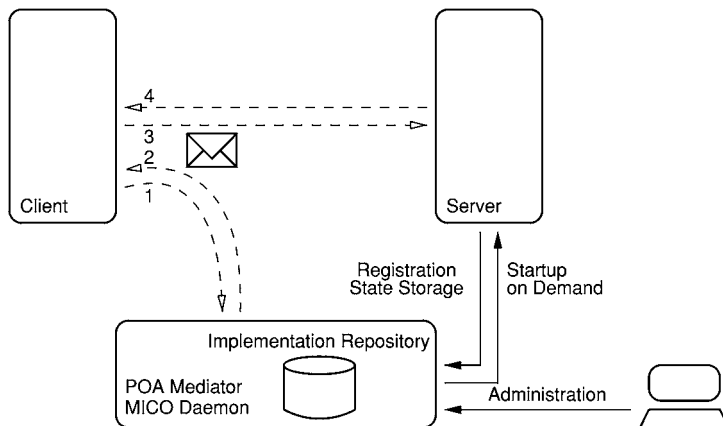 4
3
2
1
Client
Server
Registration
State Storage
Startup
on Demand
Implementation Repository
POA Mediator
MICO Daemon
Administration